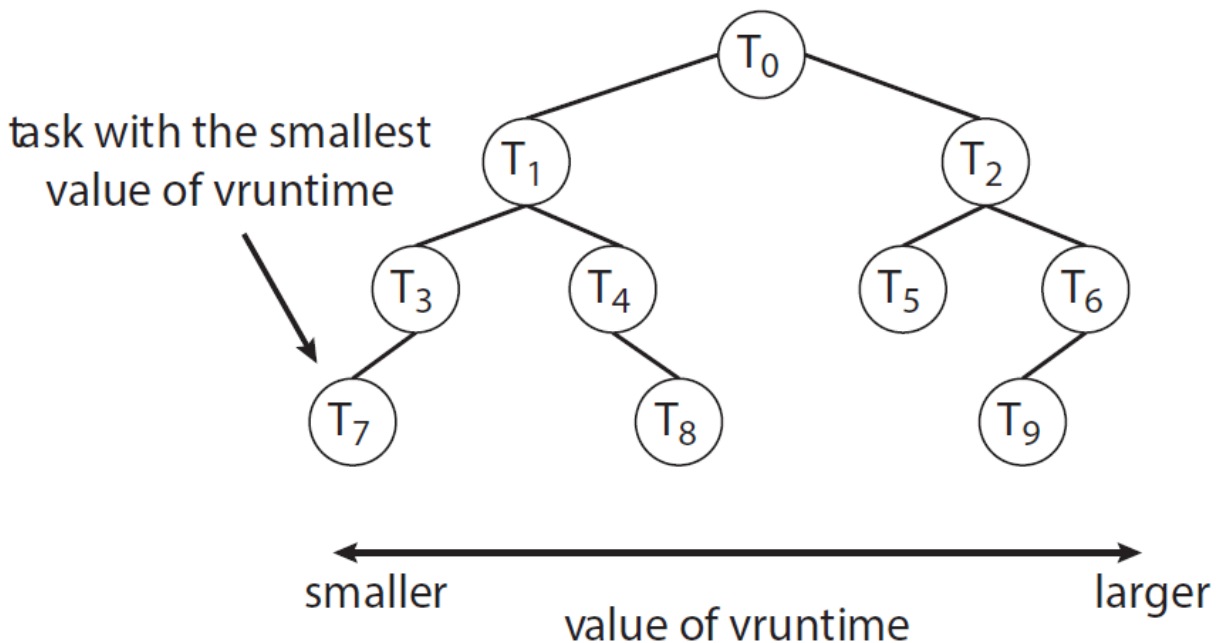 T₀
task with the smallest
value of vruntime
T₁
T₂
T₃
T₄
T₅
T₆
T₇
T₈
T₉
smaller
larger
value of vruntime